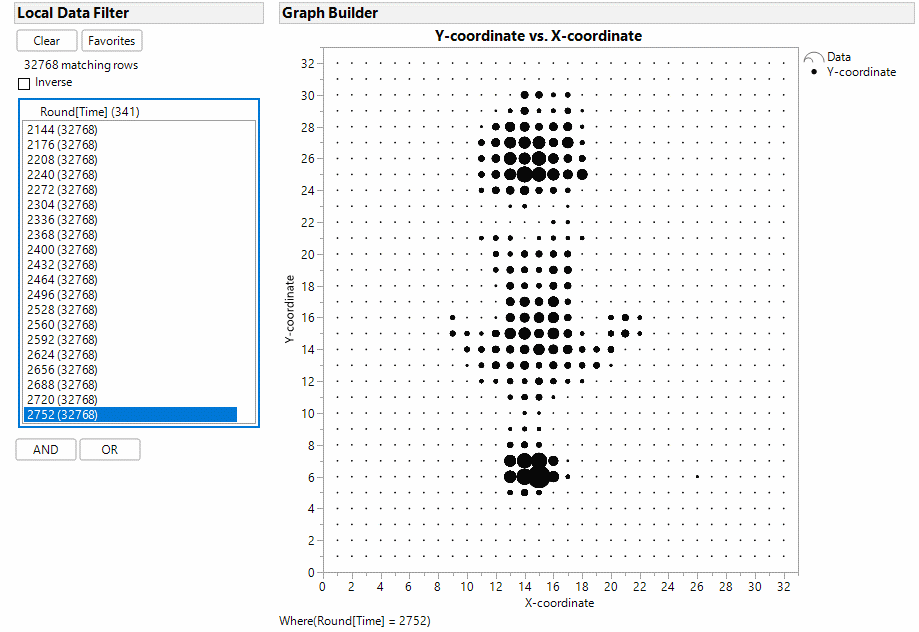 Local Data Filter
Clear
Favorites
32768 matching rows
Inverse
Round[Time] (341)
2144 (32768)
2176 (32768)
2208 (32768)
2240 (32768)
2272 (32768)
2304 (32768)
2336 (32768)
2368 (32768)
2400 (32768)
2432 (32768)
2464 (32768)
2496 (32768)
2528 (32768)
2560 (32768)
2592 (32768)
2624 (32768)
2656 (32768)
2688 (32768)
2720 (32768)
2752 (32768)
AND
OR
Graph Builder
Y-coordinate vs. X-coordinate
Y-coordinate
32
30
28
26
24
22
20
18
16
14
12
10
8
6
4
2
0
0 2 4 6 8 10 12 14 16 18 20 22 24 26 28 30 32
X-coordinate
Where(Round[Time] = 2752)
Data
Y-coordinate